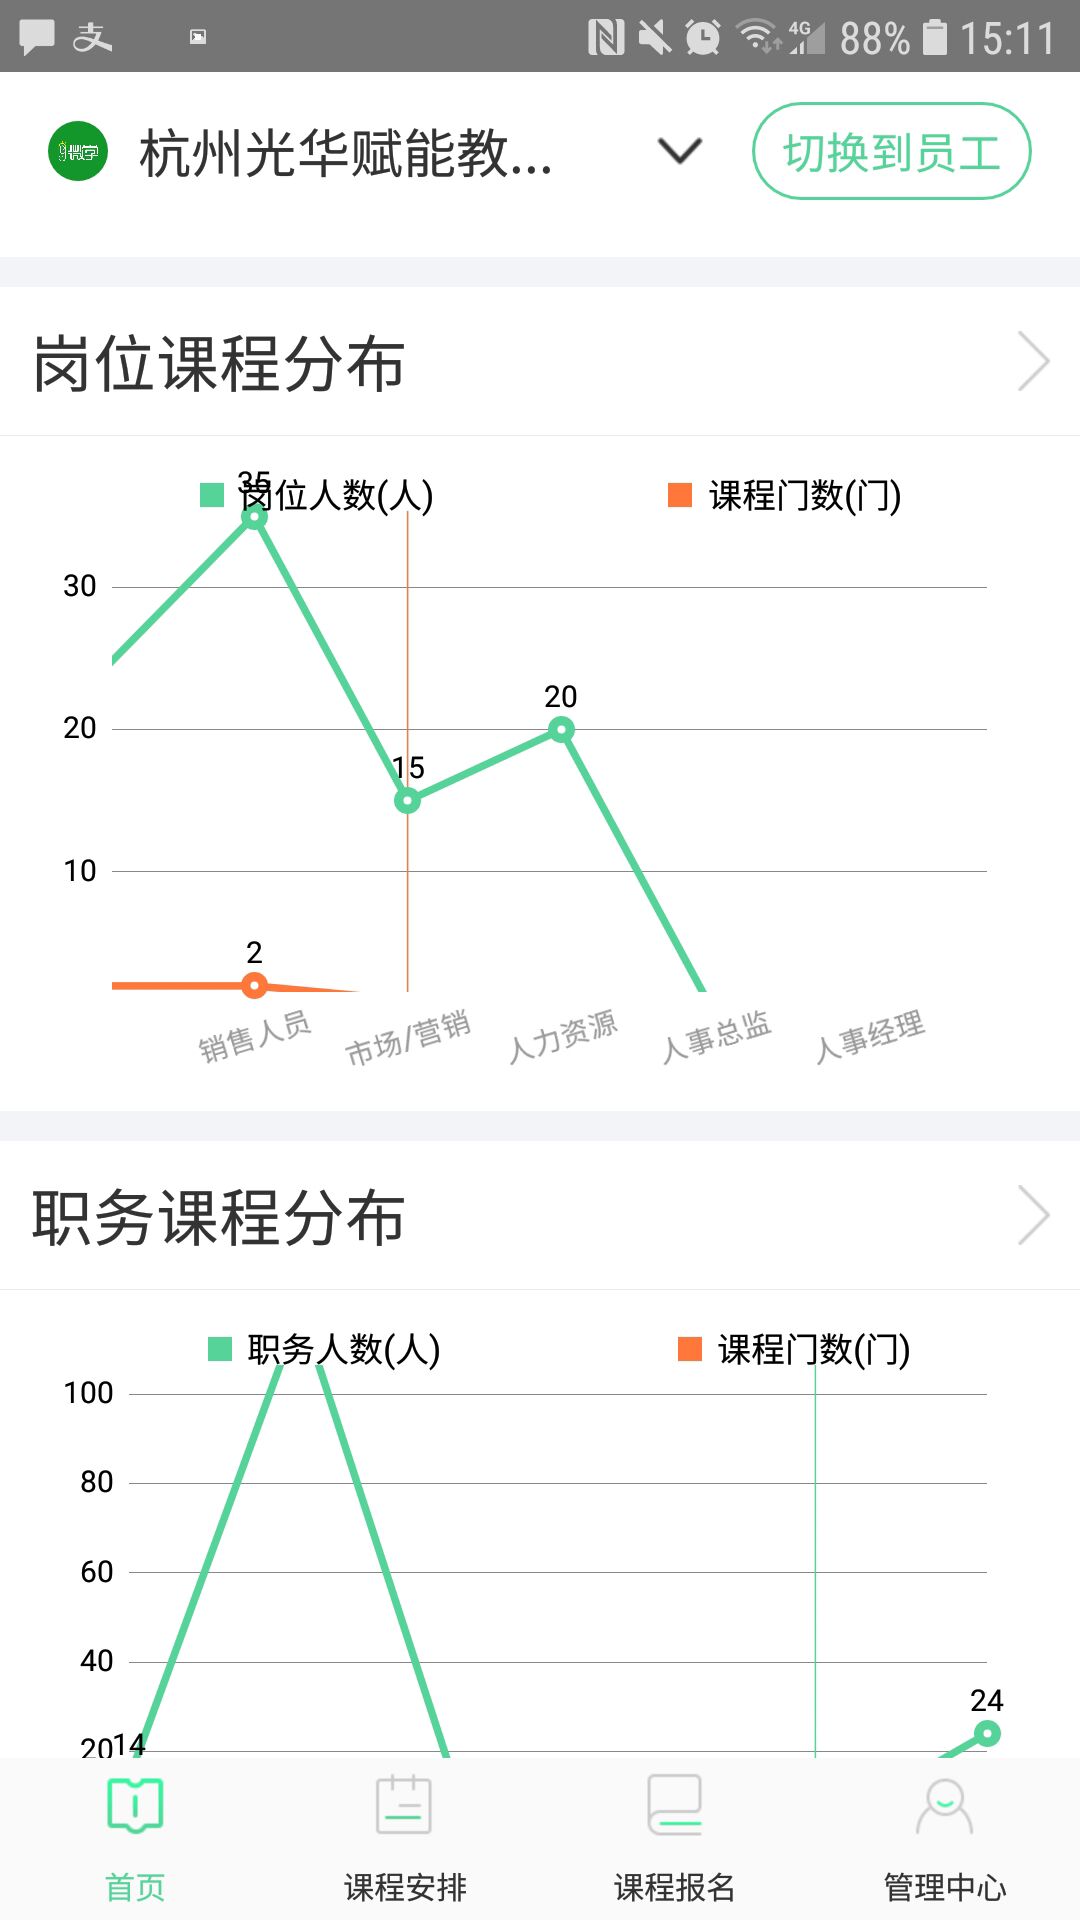 支 4G 88% 15:11
微学 杭州光华赋能教... 切换到员工
岗位课程分布
35
岗位人数(人) 课程门数(门)
30
20
20
15
10
2
销售人员 市场/营销 人力资源 人事总监 人事经理
职务课程分布
职务人数(人) 课程门数(门)
100
80
60
40
24
20 14
首页 课程安排 课程报名 管理中心